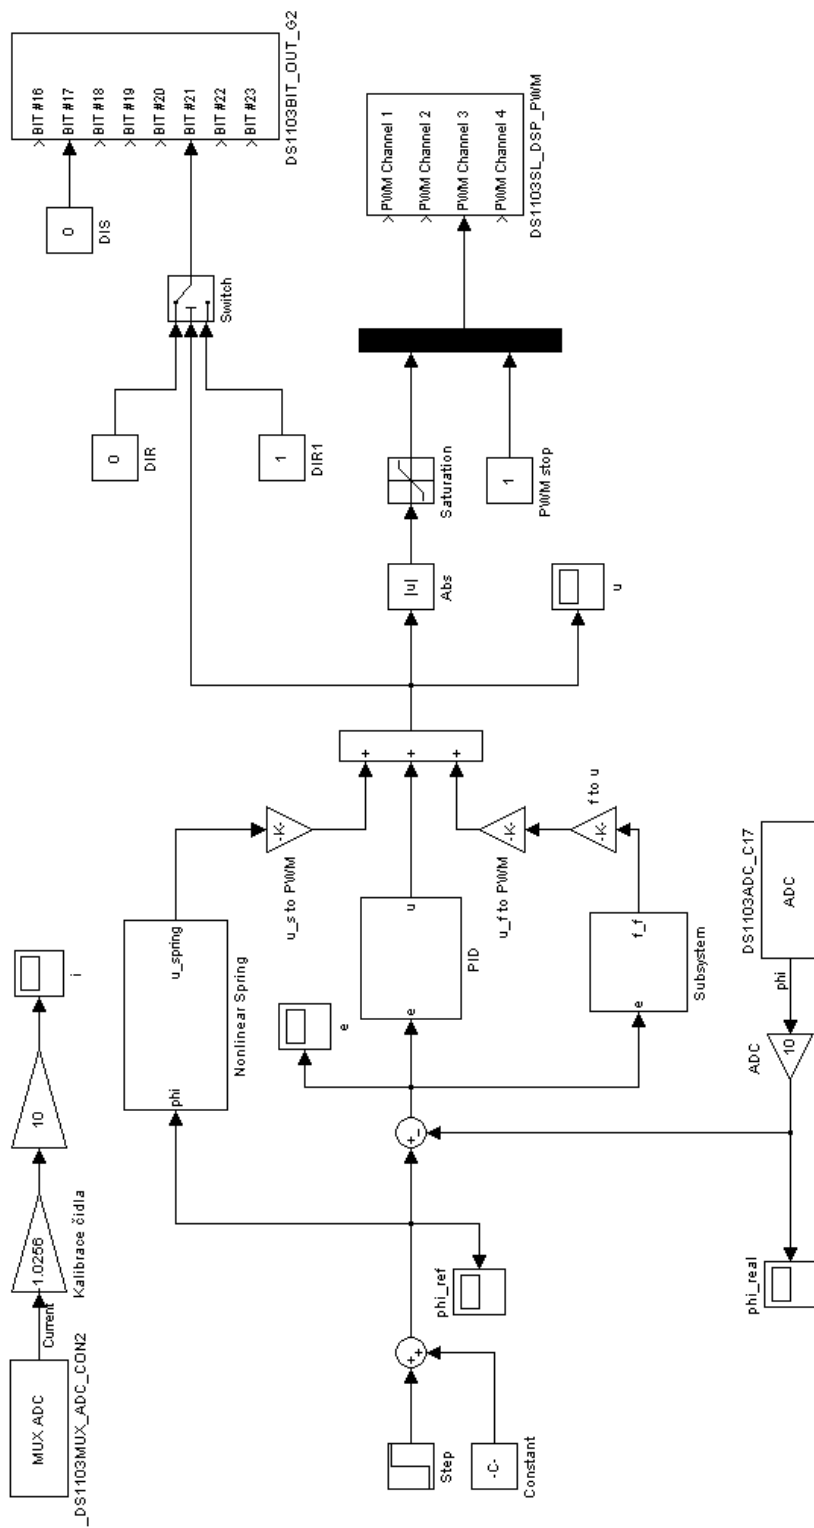 MUX ADC
_DS1103MUX_ADC_CON2
Current
1.0256
Kalibrace čidla
10
i
phi
u_spring
Nonlinear Spring
-K-
u_s to PWM
Step
-C-
Constant
+
+
phi_ref
+
-
e
e
u
PID
e
f_f
Subsystem
-K-
f to u
-K-
u_f to PWM
+
+
+
phi_real
10
ADC
phi
ADC
DS1103ADC_C17
|u|
Abs
Saturation
u
1
PWM stop
0
DIR
1
DIR1
Switch
0
DIS
BIT #16
BIT #17
BIT #18
BIT #19
BIT #20
BIT #21
BIT #22
BIT #23
DS1103BIT_OUT_G2
PWM Channel 1
PWM Channel 2
PWM Channel 3
PWM Channel 4
DS1103SL_DSP_PWM